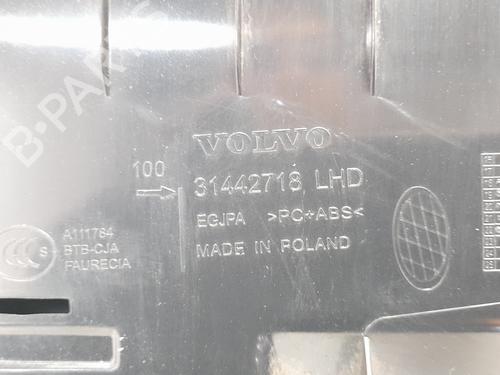 B-PARTS
VOLVO
100
31442718 LHD
EGJPA >PC+ABS<
MADE IN POLAND
A111764
BTB-CJA
FAURECIA
S